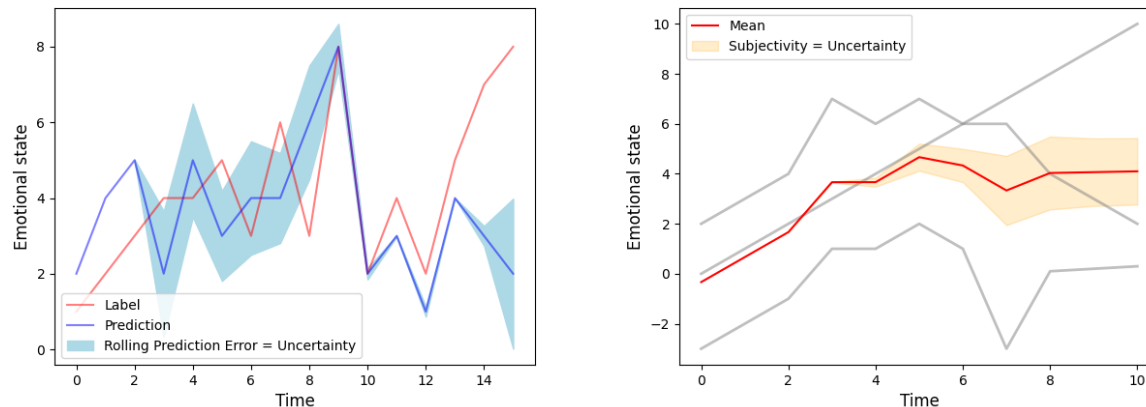 Emotional state
8
6
4
2
0
Label
Prediction
Rolling Prediction Error = Uncertainty
0 2 4 6 8 10 12 14
Time
Emotional state
10
8
6
4
2
0
−2
Mean
Subjectivity = Uncertainty
0 2 4 6 8 10
Time